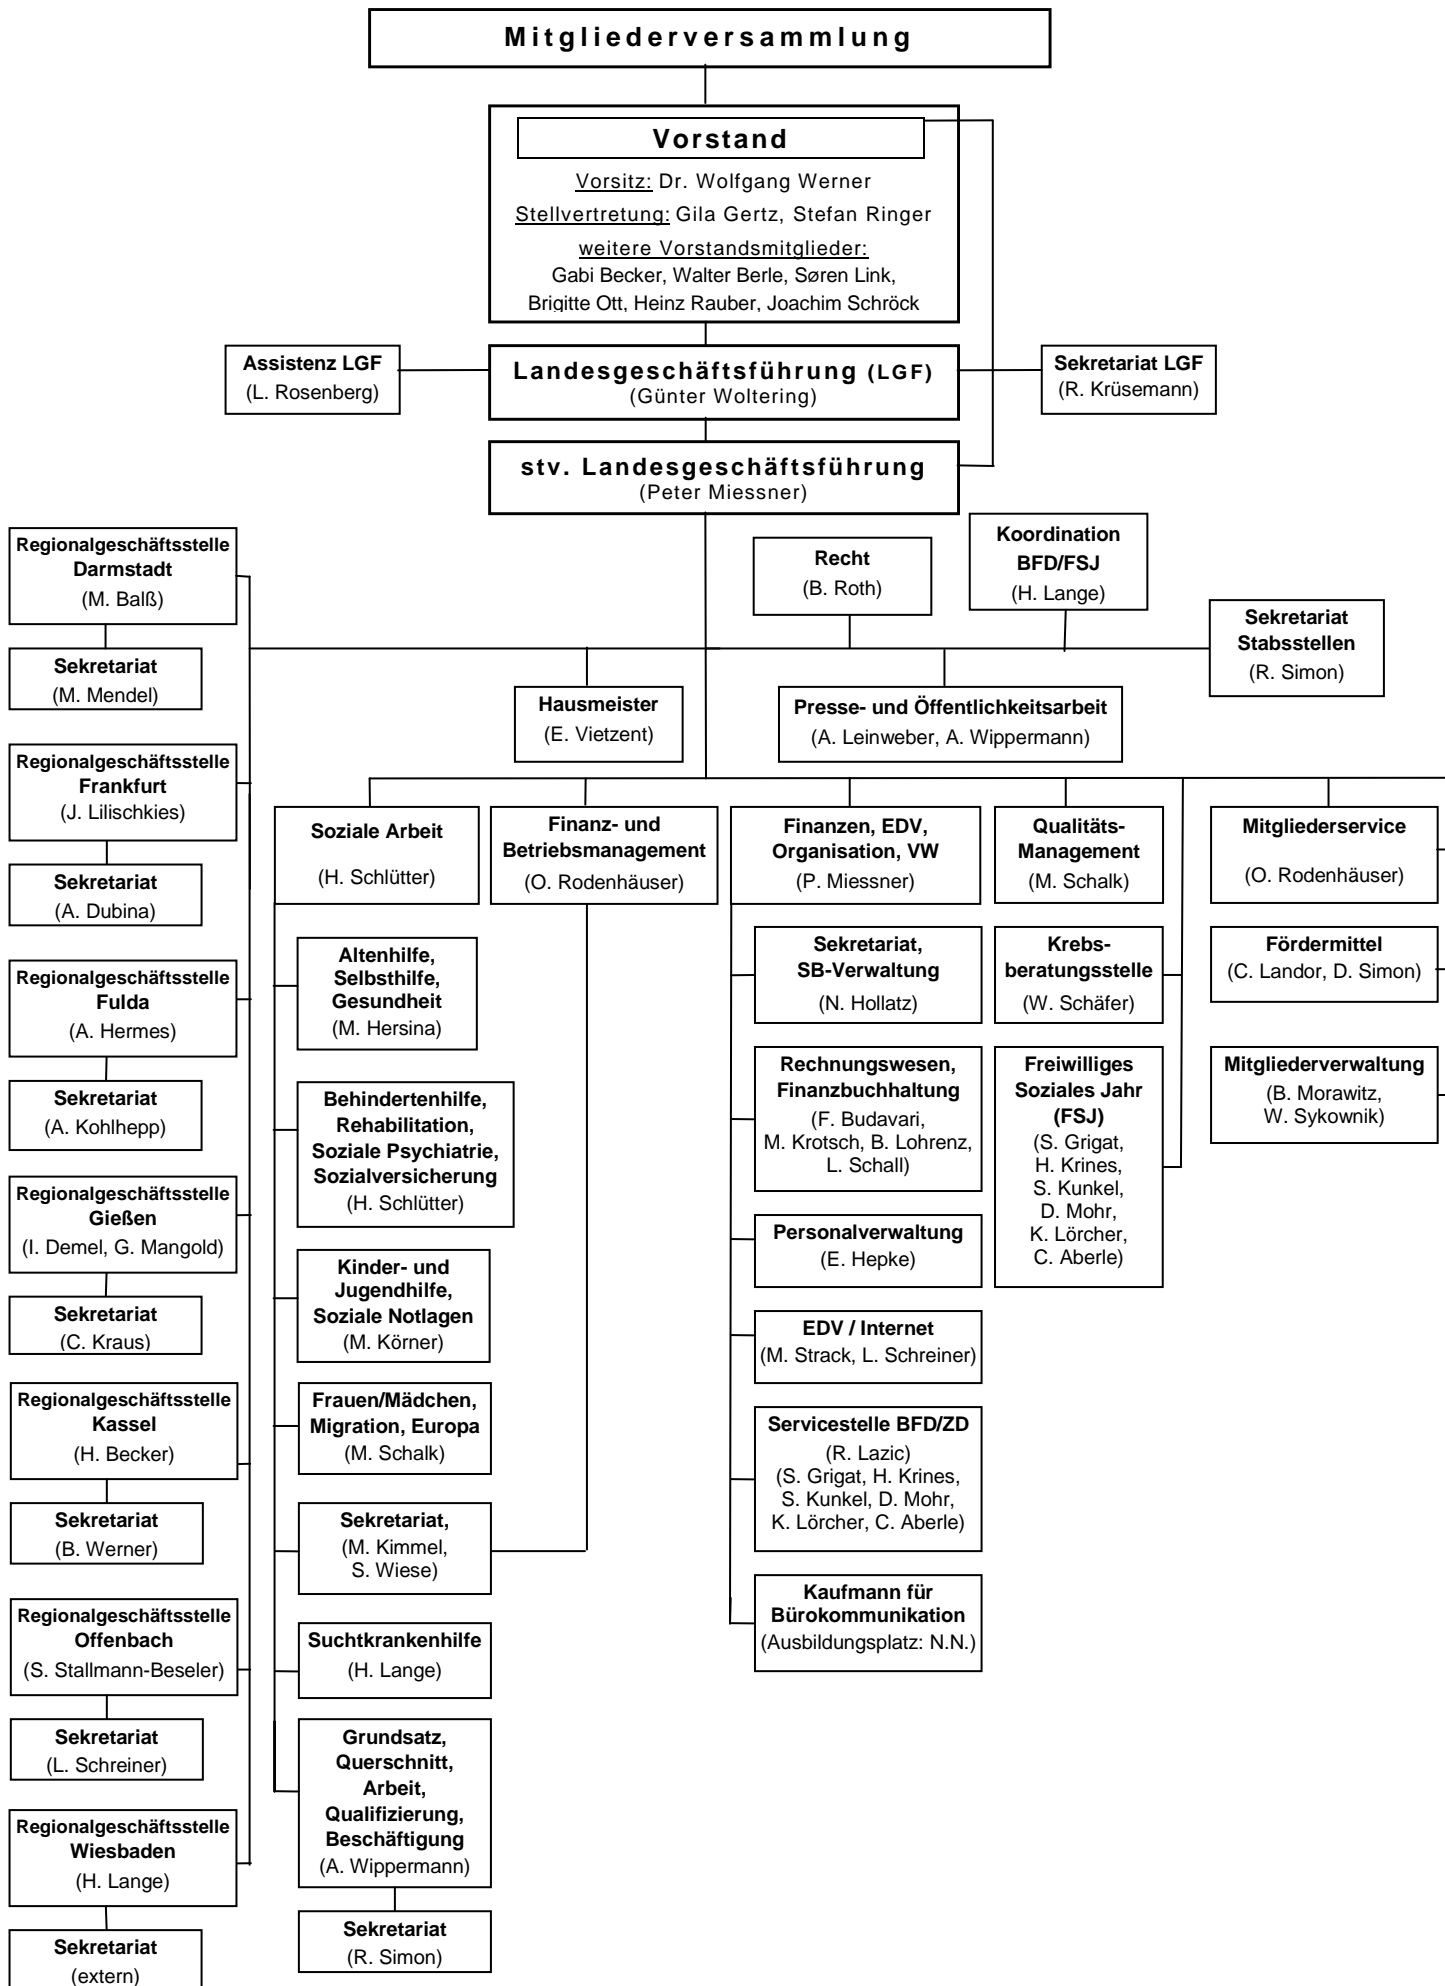 Mitgliederversammlung
Vorstand
Vorsitz: Dr. Wolfgang Werner
Stellvertretung: Gila Gertz, Stefan Ringer
weitere Vorstandsmitglieder:
Gabi Becker, Walter Berle, Søren Link,
Brigitte Ott, Heinz Rauber, Joachim Schröck
Assistenz LGF
(L. Rosenberg)
Landesgeschäftsführung (LGF)
(Günter Woltering)
Sekretariat LGF
(R. Krüsemann)
stv. Landesgeschäftsführung
(Peter Miessner)
Regionalgeschäftsstelle
Darmstadt
(M. Balß)
Sekretariat
(M. Mendel)
Regionalgeschäftsstelle
Frankfurt
(J. Lilischkies)
Sekretariat
(A. Dubina)
Regionalgeschäftsstelle
Fulda
(A. Hermes)
Sekretariat
(A. Kohlhepp)
Regionalgeschäftsstelle
Gießen
(I. Demel, G. Mangold)
Sekretariat
(C. Kraus)
Regionalgeschäftsstelle
Kassel
(H. Becker)
Sekretariat
(B. Werner)
Regionalgeschäftsstelle
Offenbach
(S. Stallmann-Beseler)
Sekretariat
(L. Schreiner)
Regionalgeschäftsstelle
Wiesbaden
(H. Lange)
Sekretariat
(extern)
Recht
(B. Roth)
Koordination
BFD/FSJ
(H. Lange)
Sekretariat
Stabsstellen
(R. Simon)
Hausmeister
(E. Vietzent)
Presse- und Öffentlichkeitsarbeit
(A. Leinweber, A. Wippermann)
Soziale Arbeit
(H. Schlütter)
Altenhilfe,
Selbsthilfe,
Gesundheit
(M. Hersina)
Behindertenhilfe,
Rehabilitation,
Soziale Psychiatrie,
Sozialversicherung
(H. Schlütter)
Kinder- und
Jugendhilfe,
Soziale Notlagen
(M. Körner)
Frauen/Mädchen,
Migration, Europa
(M. Schalk)
Sekretariat,
(M. Kimmel,
S. Wiese)
Suchtkrankenhilfe
(H. Lange)
Grundsatz,
Querschnitt,
Arbeit,
Qualifizierung,
Beschäftigung
(A. Wippermann)
Sekretariat
(R. Simon)
Finanz- und
Betriebsmanagement
(O. Rodenhäuser)
Finanzen, EDV,
Organisation, VW
(P. Miessner)
Sekretariat,
SB-Verwaltung
(N. Hollatz)
Rechnungswesen,
Finanzbuchhaltung
(F. Budavari,
M. Krotsch, B. Lohrenz,
L. Schall)
Personalverwaltung
(E. Hepke)
EDV / Internet
(M. Strack, L. Schreiner)
Servicestelle BFD/ZD
(R. Lazic)
(S. Grigat, H. Krines,
S. Kunkel, D. Mohr,
K. Lörcher, C. Aberle)
Kaufmann für
Bürokommunikation
(Ausbildungsplatz: N.N.)
Qualitäts-
Management
(M. Schalk)
Krebs-
beratungsstelle
(W. Schäfer)
Freiwilliges
Soziales Jahr
(FSJ)
(S. Grigat,
H. Krines,
S. Kunkel,
D. Mohr,
K. Lörcher,
C. Aberle)
Mitgliederservice
(O. Rodenhäuser)
Fördermittel
(C. Landor, D. Simon)
Mitgliederverwaltung
(B. Morawitz,
W. Sykownik)